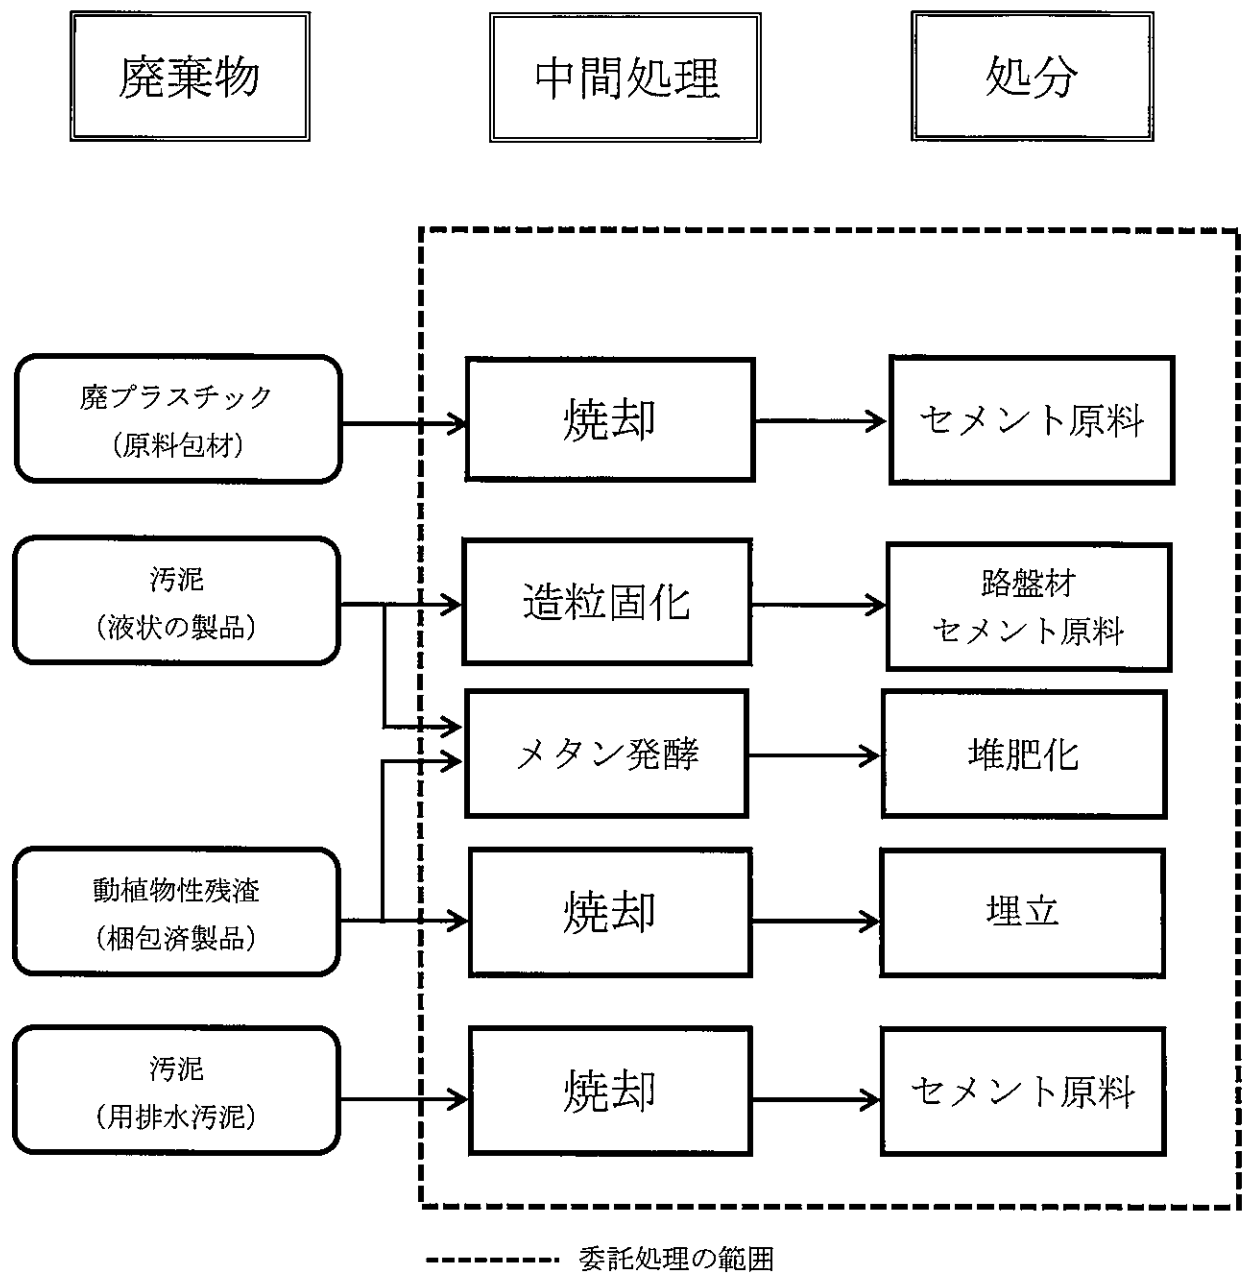 廃棄物
中間処理
処分
廃プラスチック
(原料包材)
焼却
セメント原料
汚泥
(液状の製品)
造粒固化
路盤材
セメント原料
メタン発酵
堆肥化
動植物性残渣
(梱包済製品)
焼却
埋立
汚泥
(用排水汚泥)
焼却
セメント原料
委託処理の範囲